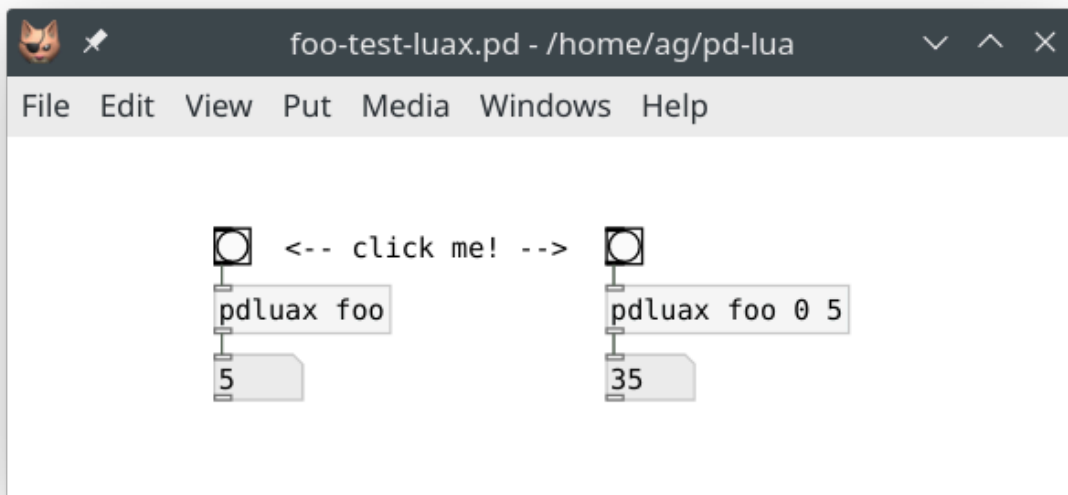 foo-test-luax.pd - /home/ag/pd-lua
File Edit View Put Media Windows Help
<-- click me! -->
pdluax foo
pdluax foo 0 5
5
35